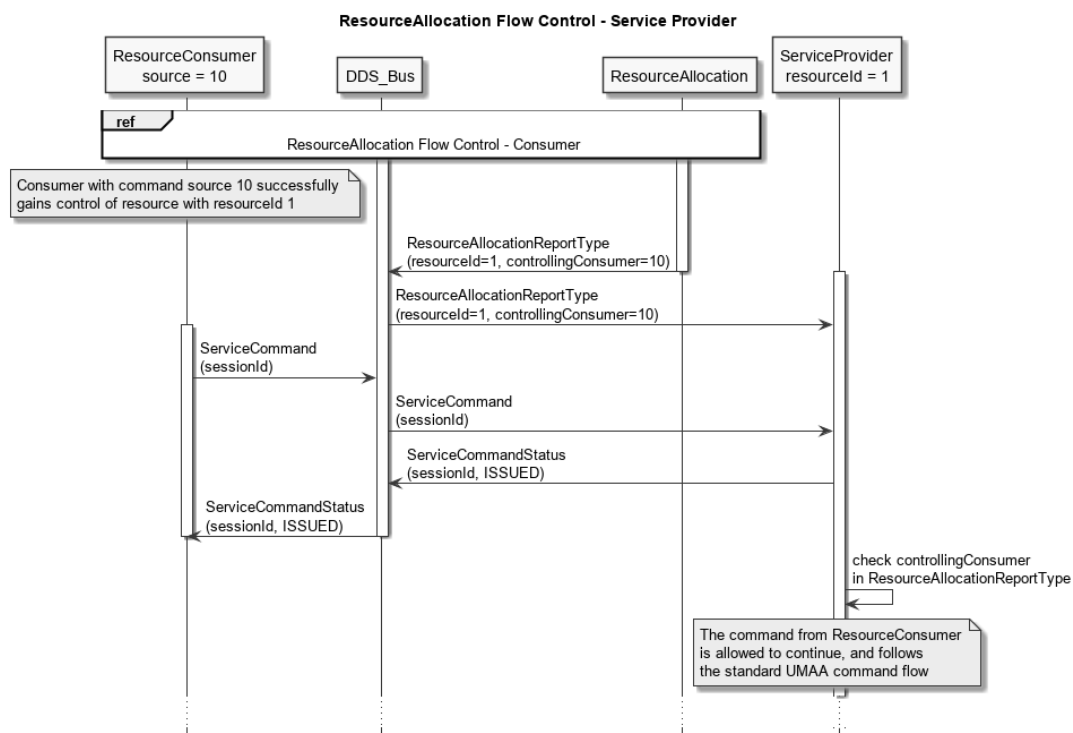 ResourceAllocation Flow Control - Service Provider
ResourceConsumer
source = 10
DDS_Bus
ResourceAllocation
ServiceProvider
resourceId = 1
ref
ResourceAllocation Flow Control - Consumer
Consumer with command source 10 successfully
gains control of resource with resourceId 1
ResourceAllocationReportType
(resourceId=1, controllingConsumer=10)
ResourceAllocationReportType
(resourceId=1, controllingConsumer=10)
ServiceCommand
(sessionId)
ServiceCommand
(sessionId)
ServiceCommandStatus
(sessionId, ISSUED)
ServiceCommandStatus
(sessionId, ISSUED)
check controllingConsumer
in ResourceAllocationReportType
The command from ResourceConsumer
is allowed to continue, and follows
the standard UMAA command flow